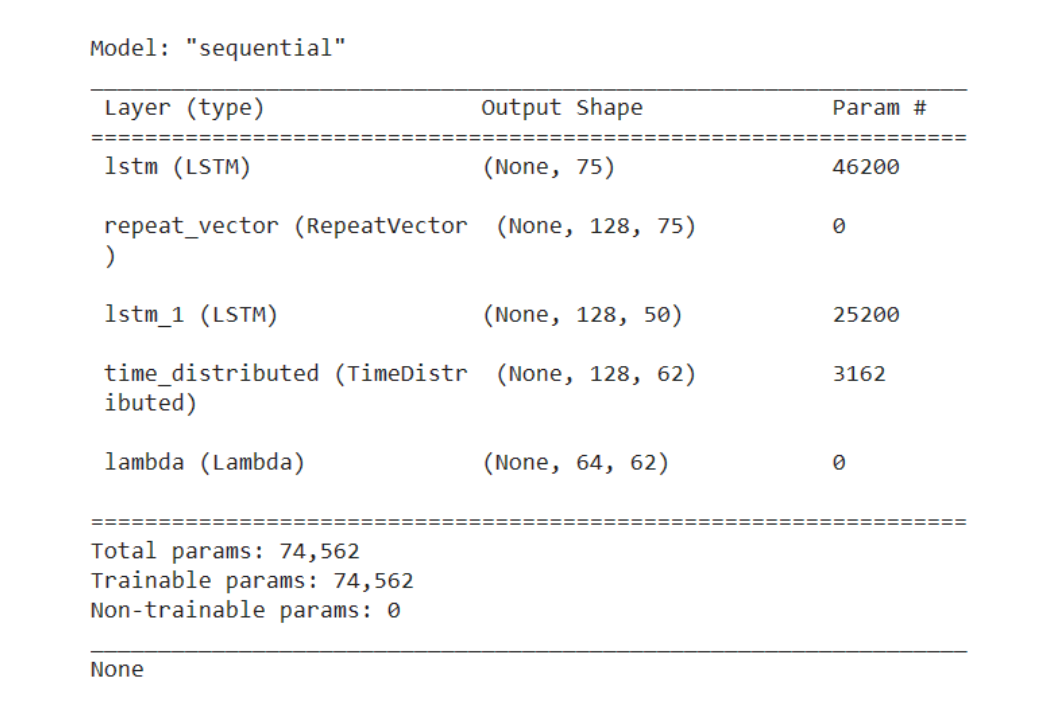 Model: "sequential"
Layer (type) Output Shape Param #
lstm (LSTM) (None, 75) 46200
repeat_vector (RepeatVector (None, 128, 75) 0
)
lstm_1 (LSTM) (None, 128, 50) 25200
time_distributed (TimeDistr (None, 128, 62) 3162
ibuted)
lambda (Lambda) (None, 64, 62) 0
Total params: 74,562
Trainable params: 74,562
Non-trainable params: 0
None